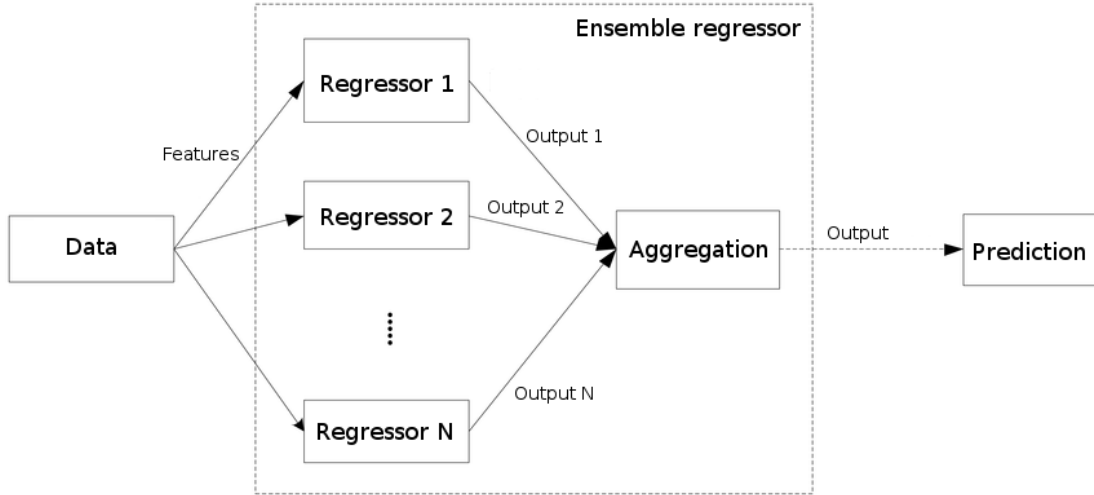 Ensemble regressor
Regressor 1
Features
Output 1
Regressor 2
Output 2
Data
Aggregation
Output
Prediction
Output N
Regressor N